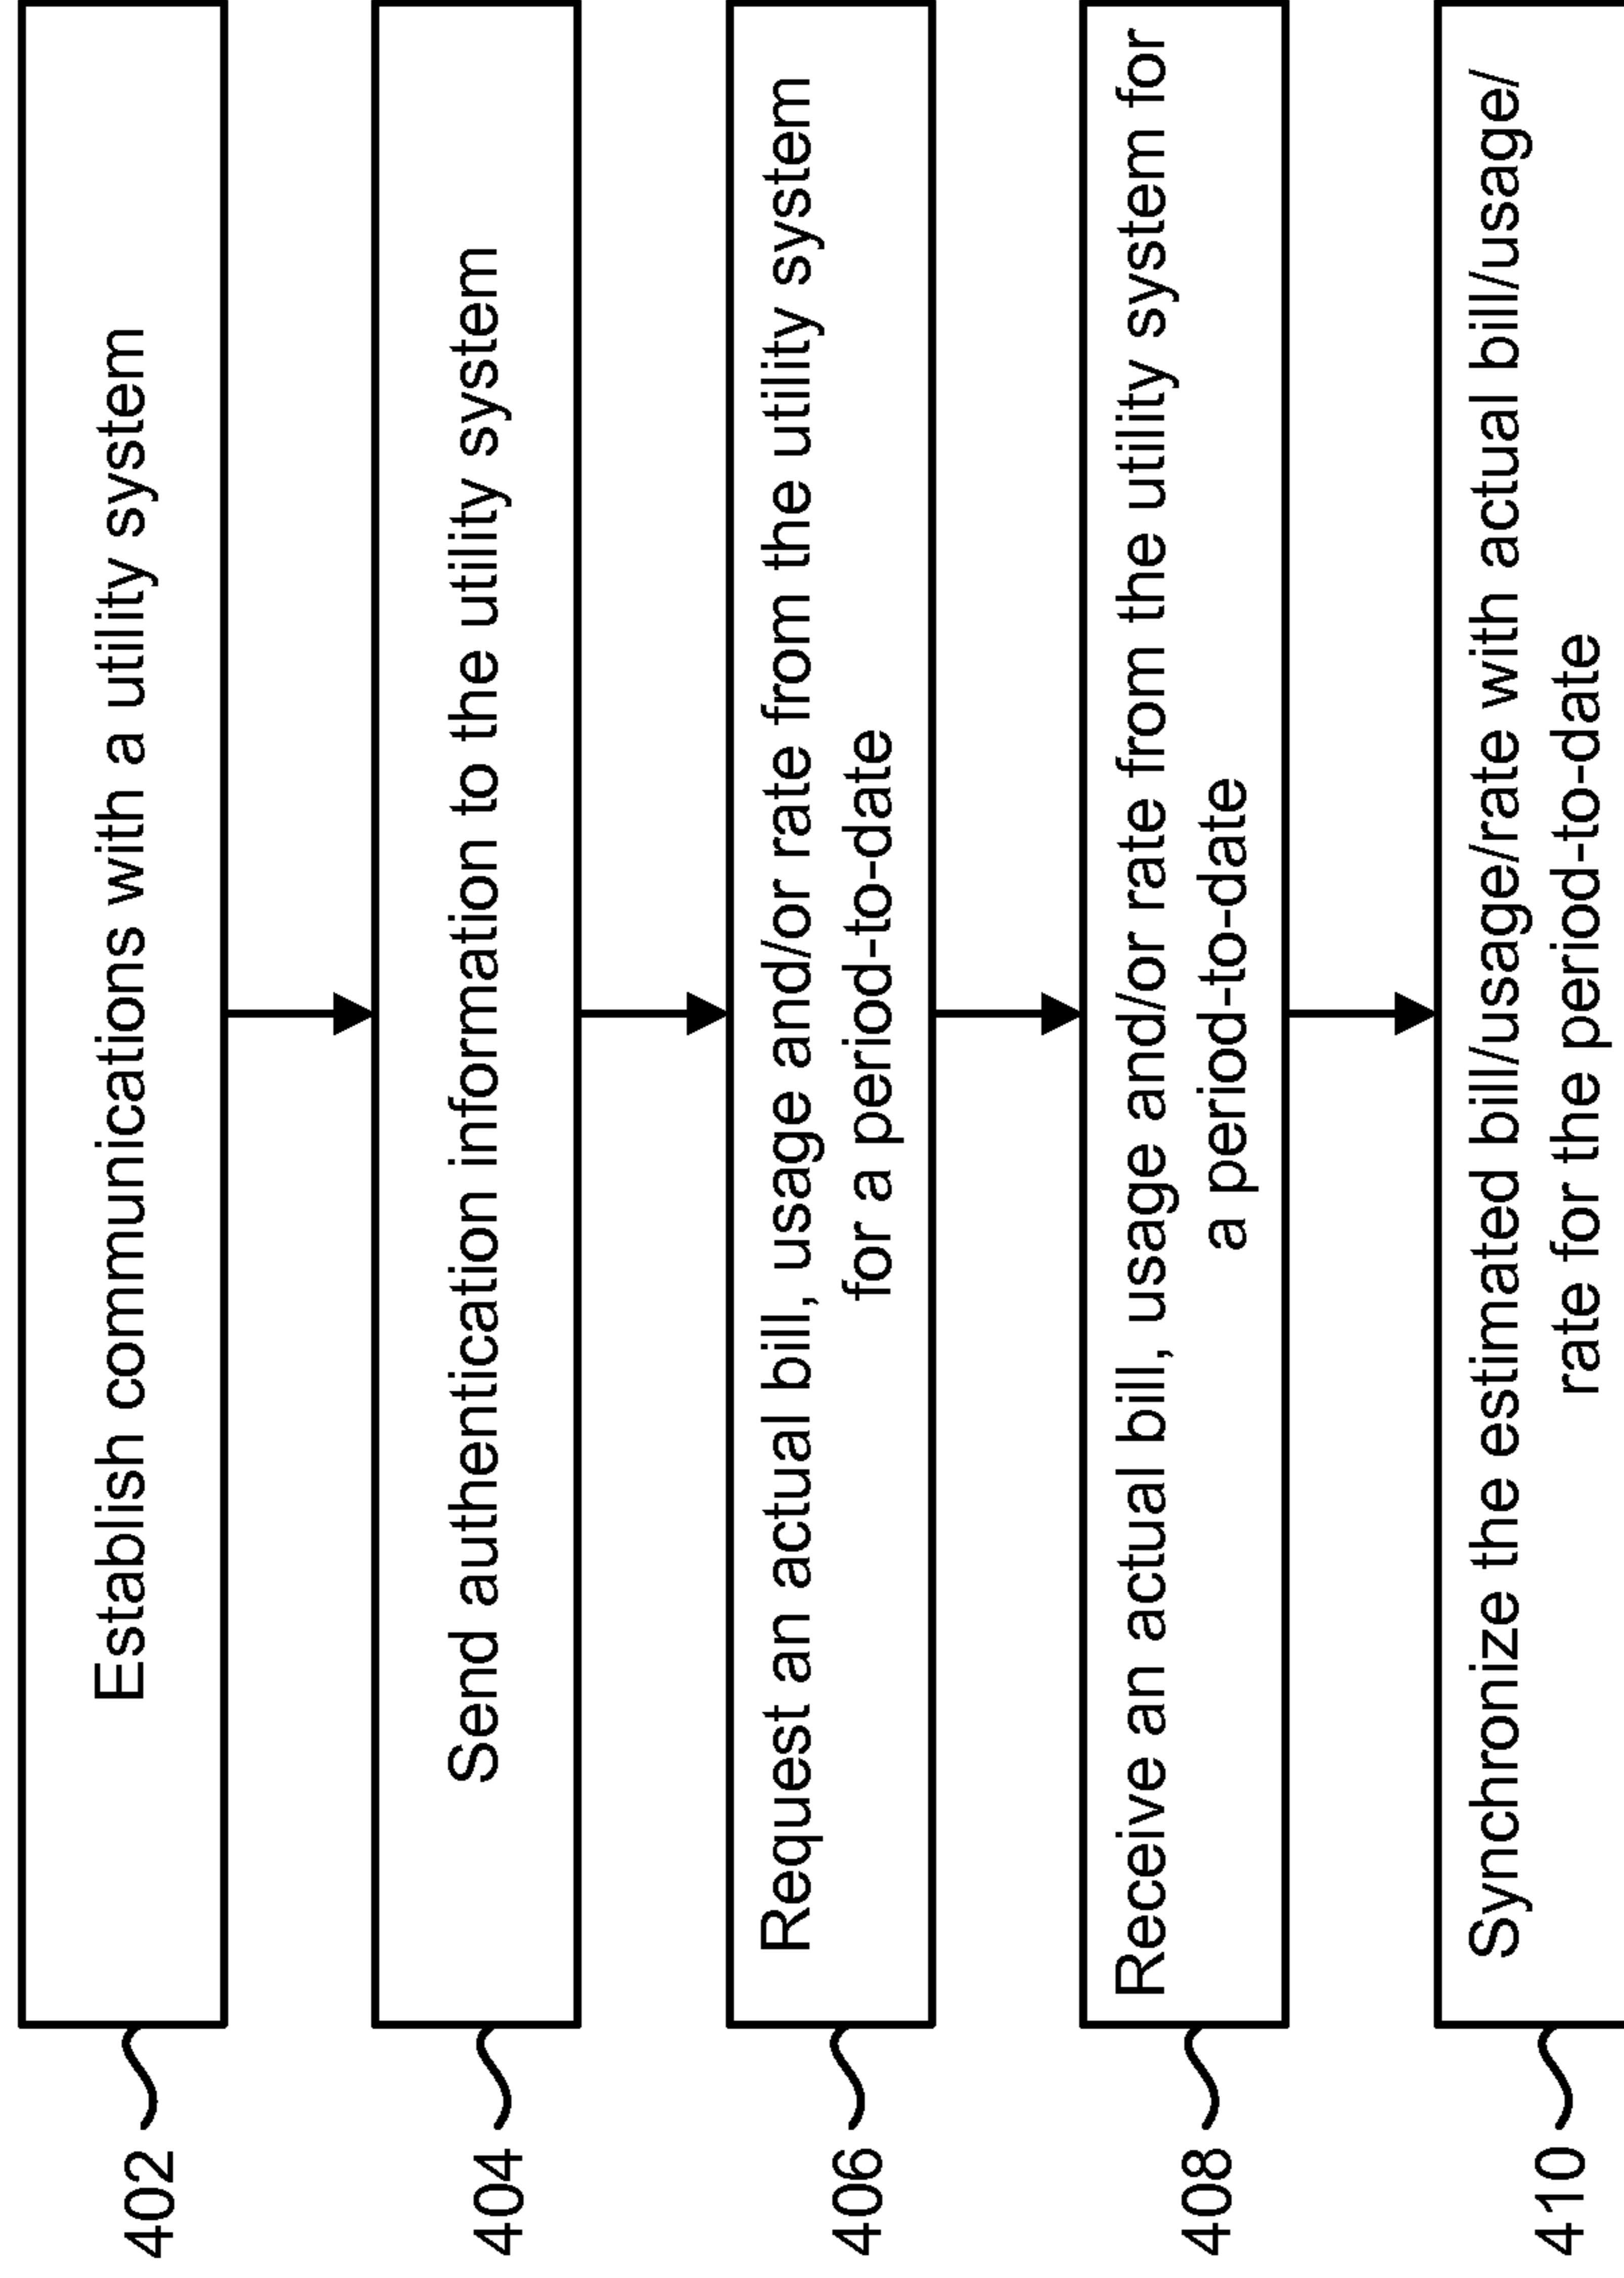 402
Establish communications with a utility system
404
Send authentication information to the utility system
406
Request an actual bill, usage and/or rate from the utility system
for a period-to-date
408
Receive an actual bill, usage and/or rate from the utility system for
a period-to-date
410
Synchronize the estimated bill/usage/rate with actual bill/usage/
rate for the period-to-date